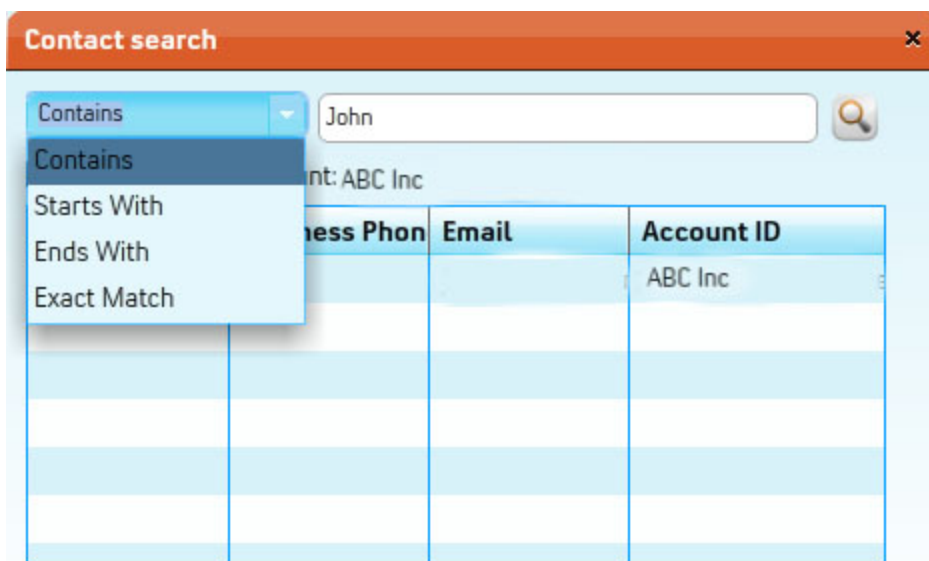 Contact search
Contains
John
Contains
Starts With
Ends With
Exact Match
nt: ABC Inc
ness Phon
Email
Account ID
ABC Inc